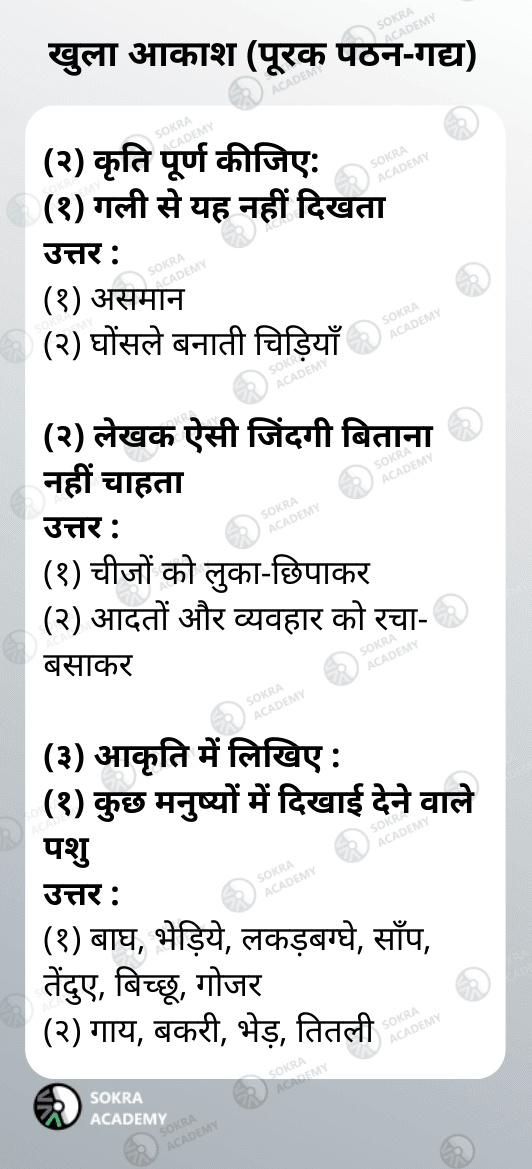 खुला आकाश (पूरक पठन-गद्य)
(२) कृति पूर्ण कीजिए:
(१) गली से यह नहीं दिखता
उत्तर :
(१) असमान
(२) घोंसले बनाती चिड़ियाँ
(२) लेखक ऐसी जिंदगी बिताना
नहीं चाहता
उत्तर :
(१) चीजों को लुका-छिपाकर
(२) आदतों और व्यवहार को रचा-
बसाकर
(३) आकृति में लिखिए :
(१) कुछ मनुष्यों में दिखाई देने वाले
पशु
उत्तर :
(१) बाघ, भेड़िये, लकड़बग्घे, साँप,
तेंदुए, बिच्छू, गोजर
(२) गाय, बकरी, भेड़, तितली
SOKRA
ACADEMY